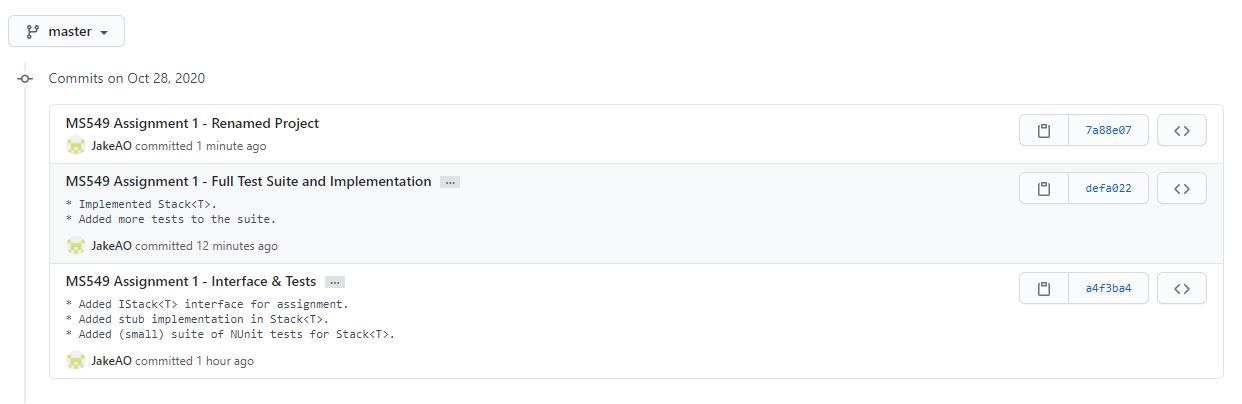 master
Commits on Oct 28, 2020
MS549 Assignment 1 - Renamed Project
JakeAO committed 1 minute ago
7a88e07
MS549 Assignment 1 - Full Test Suite and Implementation ...
* Implemented Stack<T>.
* Added more tests to the suite.
JakeAO committed 12 minutes ago
defa022
MS549 Assignment 1 - Interface & Tests ...
* Added IStack<T> interface for assignment.
* Added stub implementation in Stack<T>.
* Added (small) suite of NUnit tests for Stack<T>.
JakeAO committed 1 hour ago
a4f3ba4